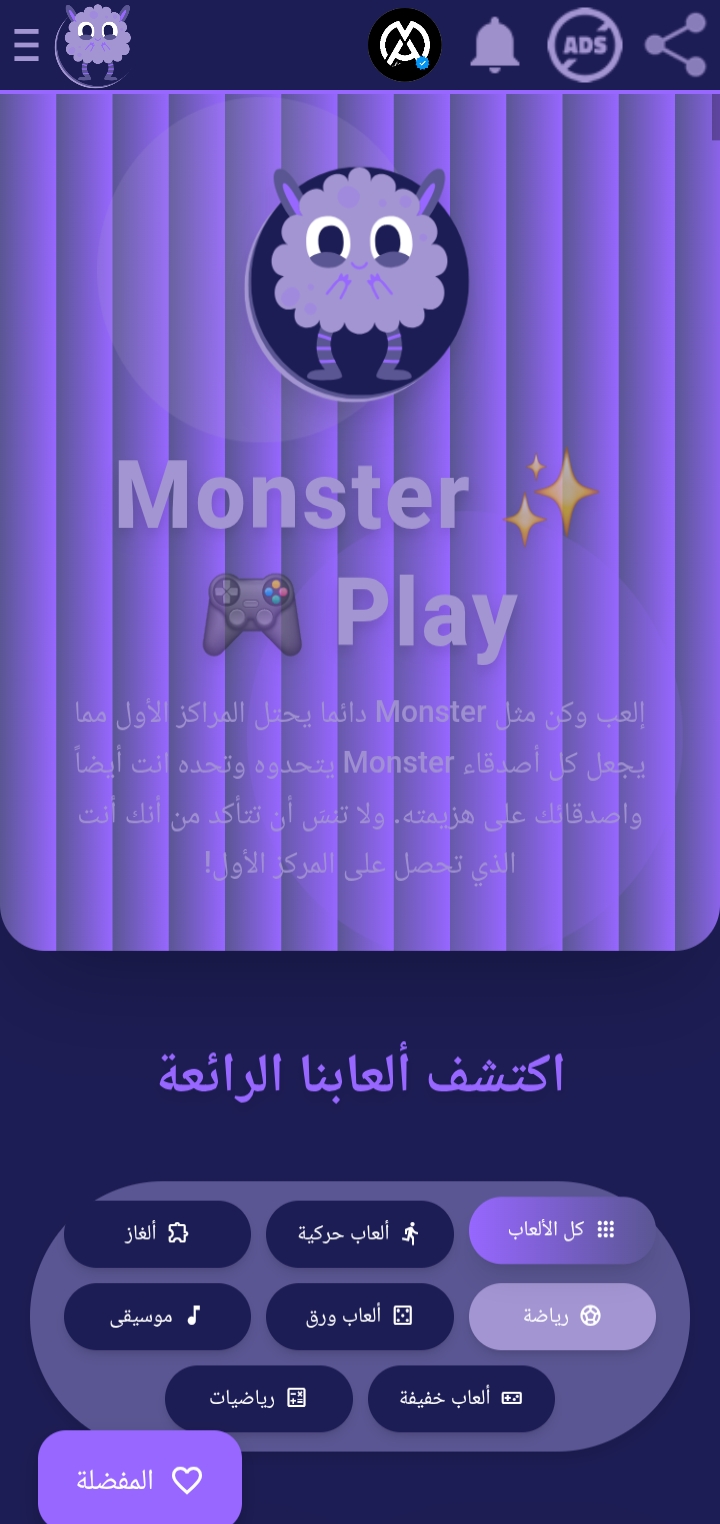 ADS
Monster ✨
🎮 Play
إلعب وكن مثل Monster دائما يحتل المراكز الأول مما
يجعل كل أصدقاء Monster يتحدوه وتحده انت أيضاً
واصدقائك على هزيمته. ولا تنسَ أن تتأكد من أنك أنت
الذي تحصل على المركز الأول!
اكتشف ألعابنا الرائعة
كل الألعاب
ألعاب حركية
ألغاز
رياضة
ألعاب ورق
موسيقى
ألعاب خفيفة
رياضيات
المفضلة